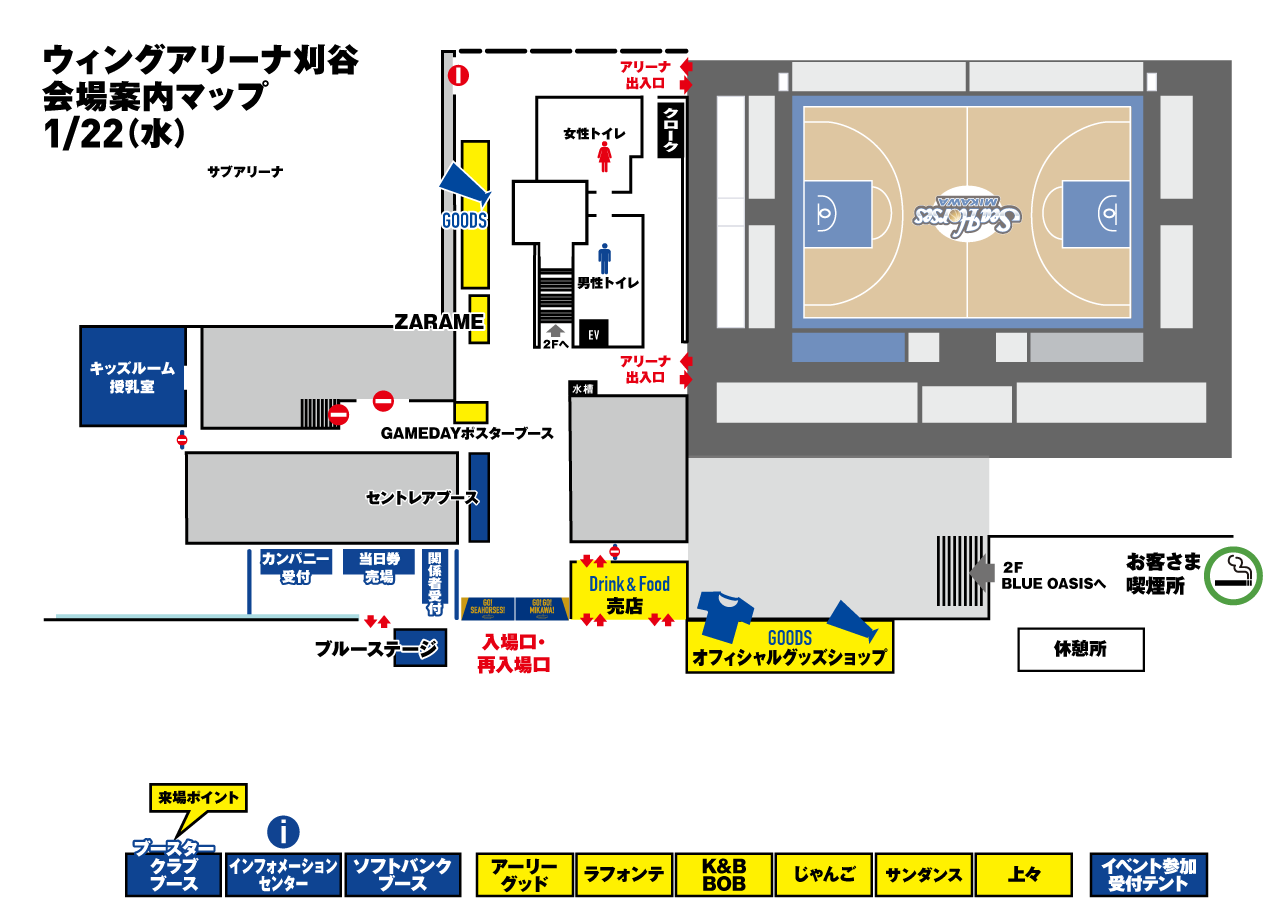 ウィングアリーナ刈谷
会場案内マップ
1/22(水)
サブアリーナ
アリーナ
出入口
クローク
女性トイレ
GOODS
男性トイレ
EV
2Fへ
ZARAME
SeaHorses
MIKAWA
アリーナ
出入口
キッズルーム
授乳室
水槽
GAMEDAYポスターブース
セントレアブース
カンパニー
受付
当日券
売場
関係者受付
GO!
SEAHORSES!
GO! GO!
MIKAWA!
Drink & Food
売店
2F
BLUE OASISへ
お客さま
喫煙所
ブルーステージ
入場口・
再入場口
GOODS
オフィシャルグッズショップ
休憩所
来場ポイント
ブースター
クラブ
ブース
i
インフォメーション
センター
ソフトバンク
ブース
アーリー
グッド
ラフォンテ
K&B
BOB
じゃんご
サンダンス
上々
イベント参加
受付テント